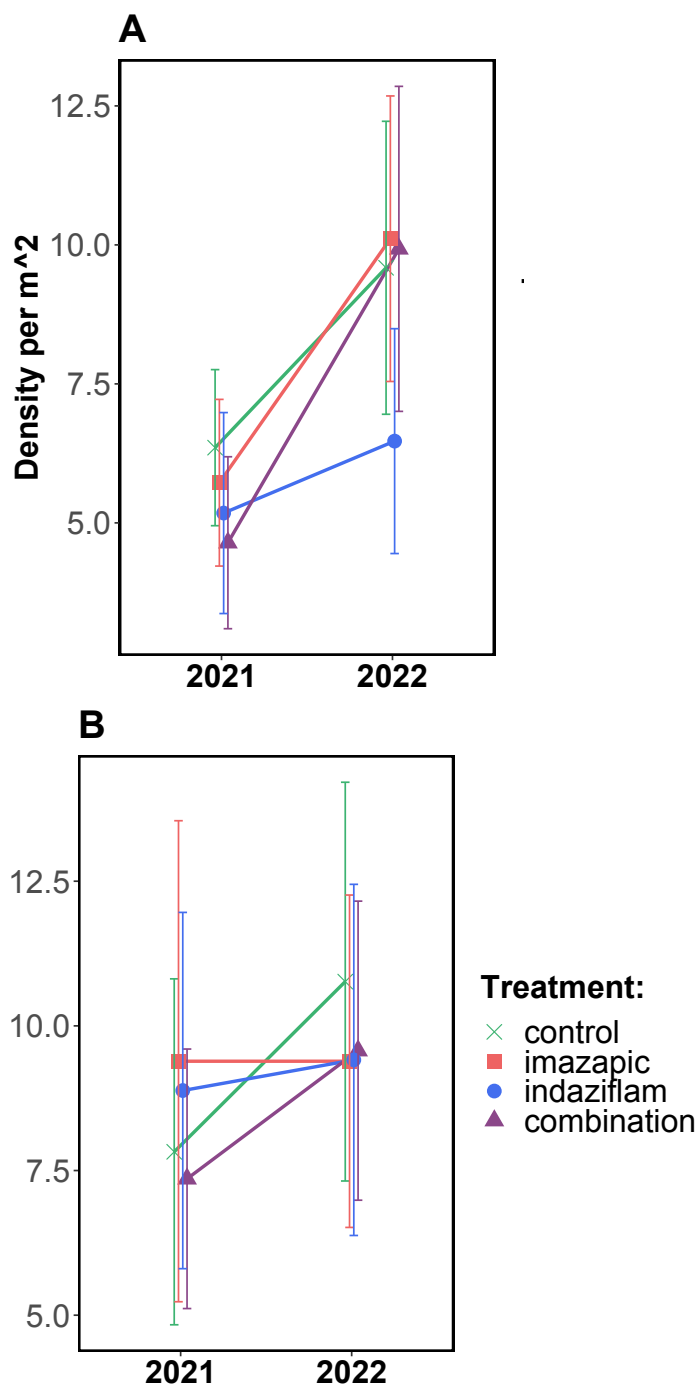 A
Density per m^2
12.5
10.0
7.5
5.0
2021 2022
B
12.5
10.0
7.5
5.0
2021 2022
Treatment:
control
imazapic
indaziflam
combination